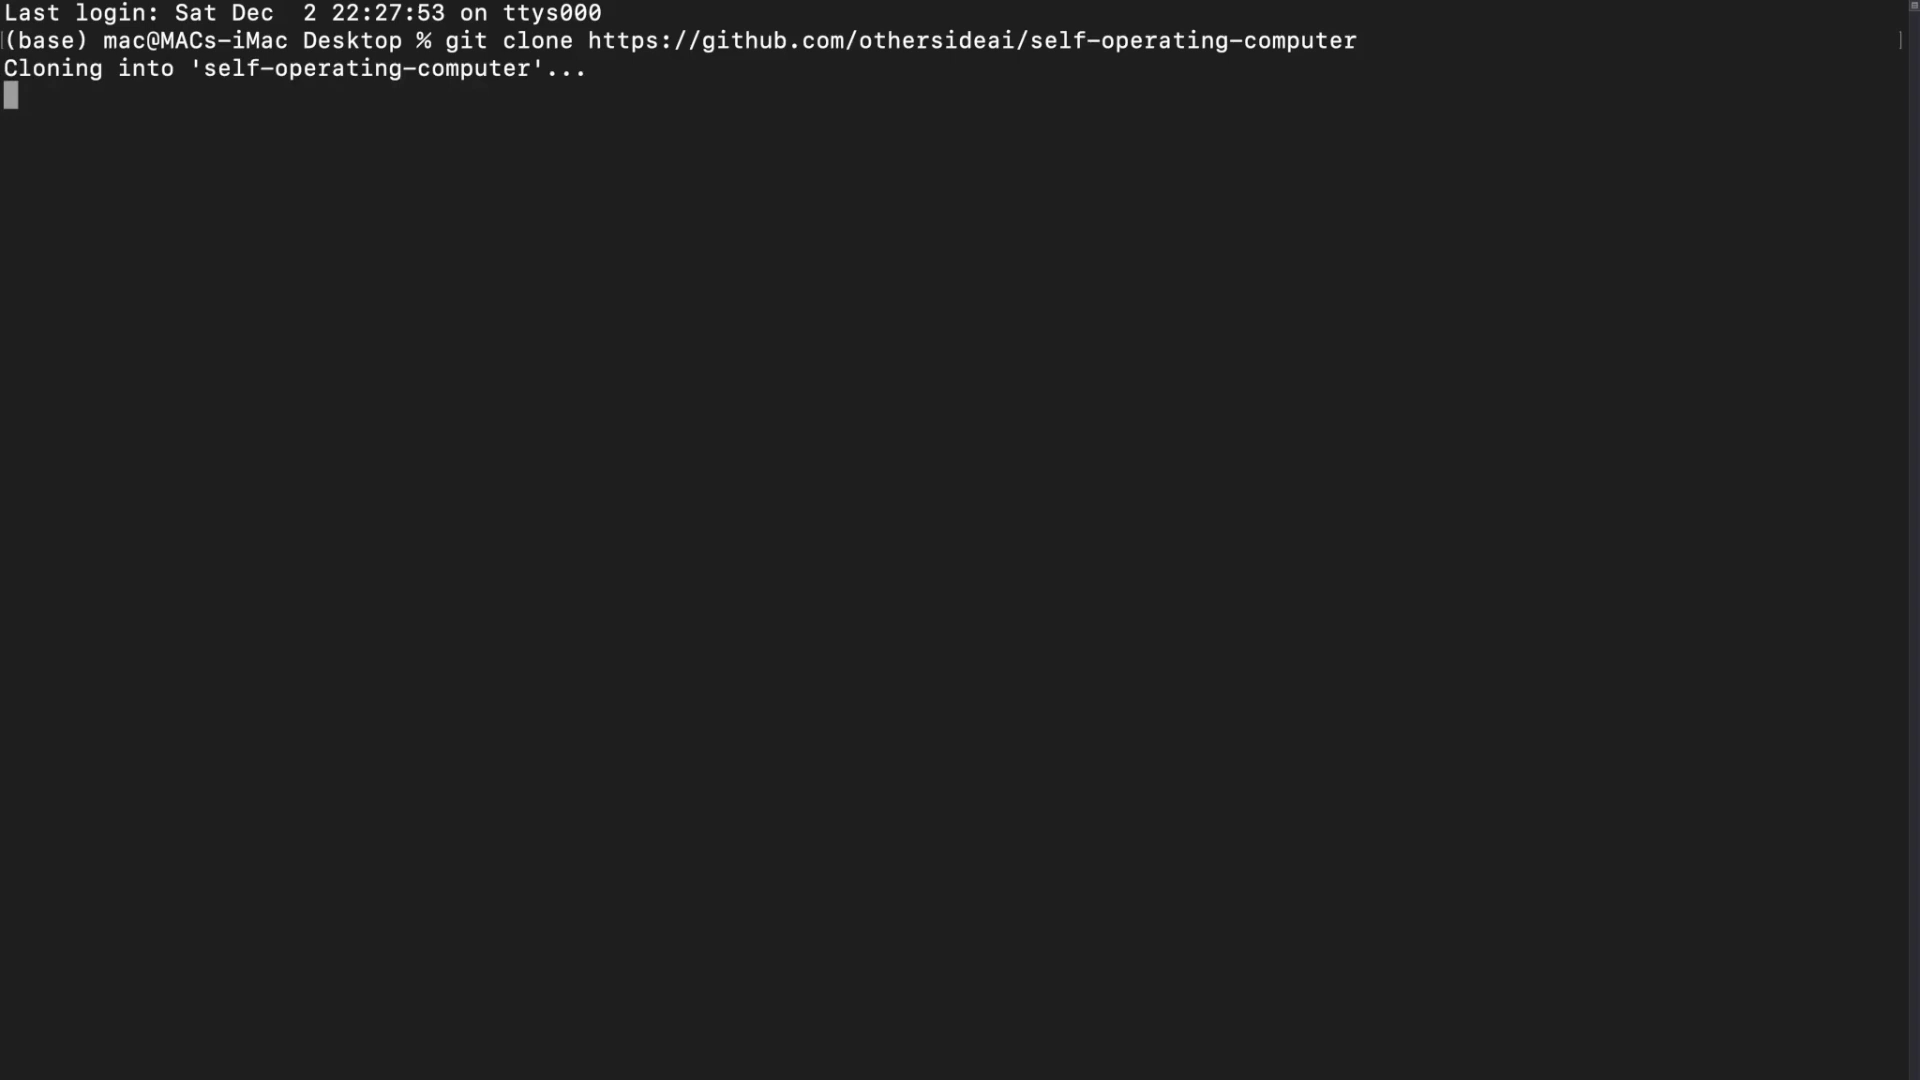 Last login: Sat Dec  2 22:27:53 on ttys000
(base) mac@MACs-iMac Desktop % git clone https://github.com/othersideai/self-operating-computer
Cloning into 'self-operating-computer'...